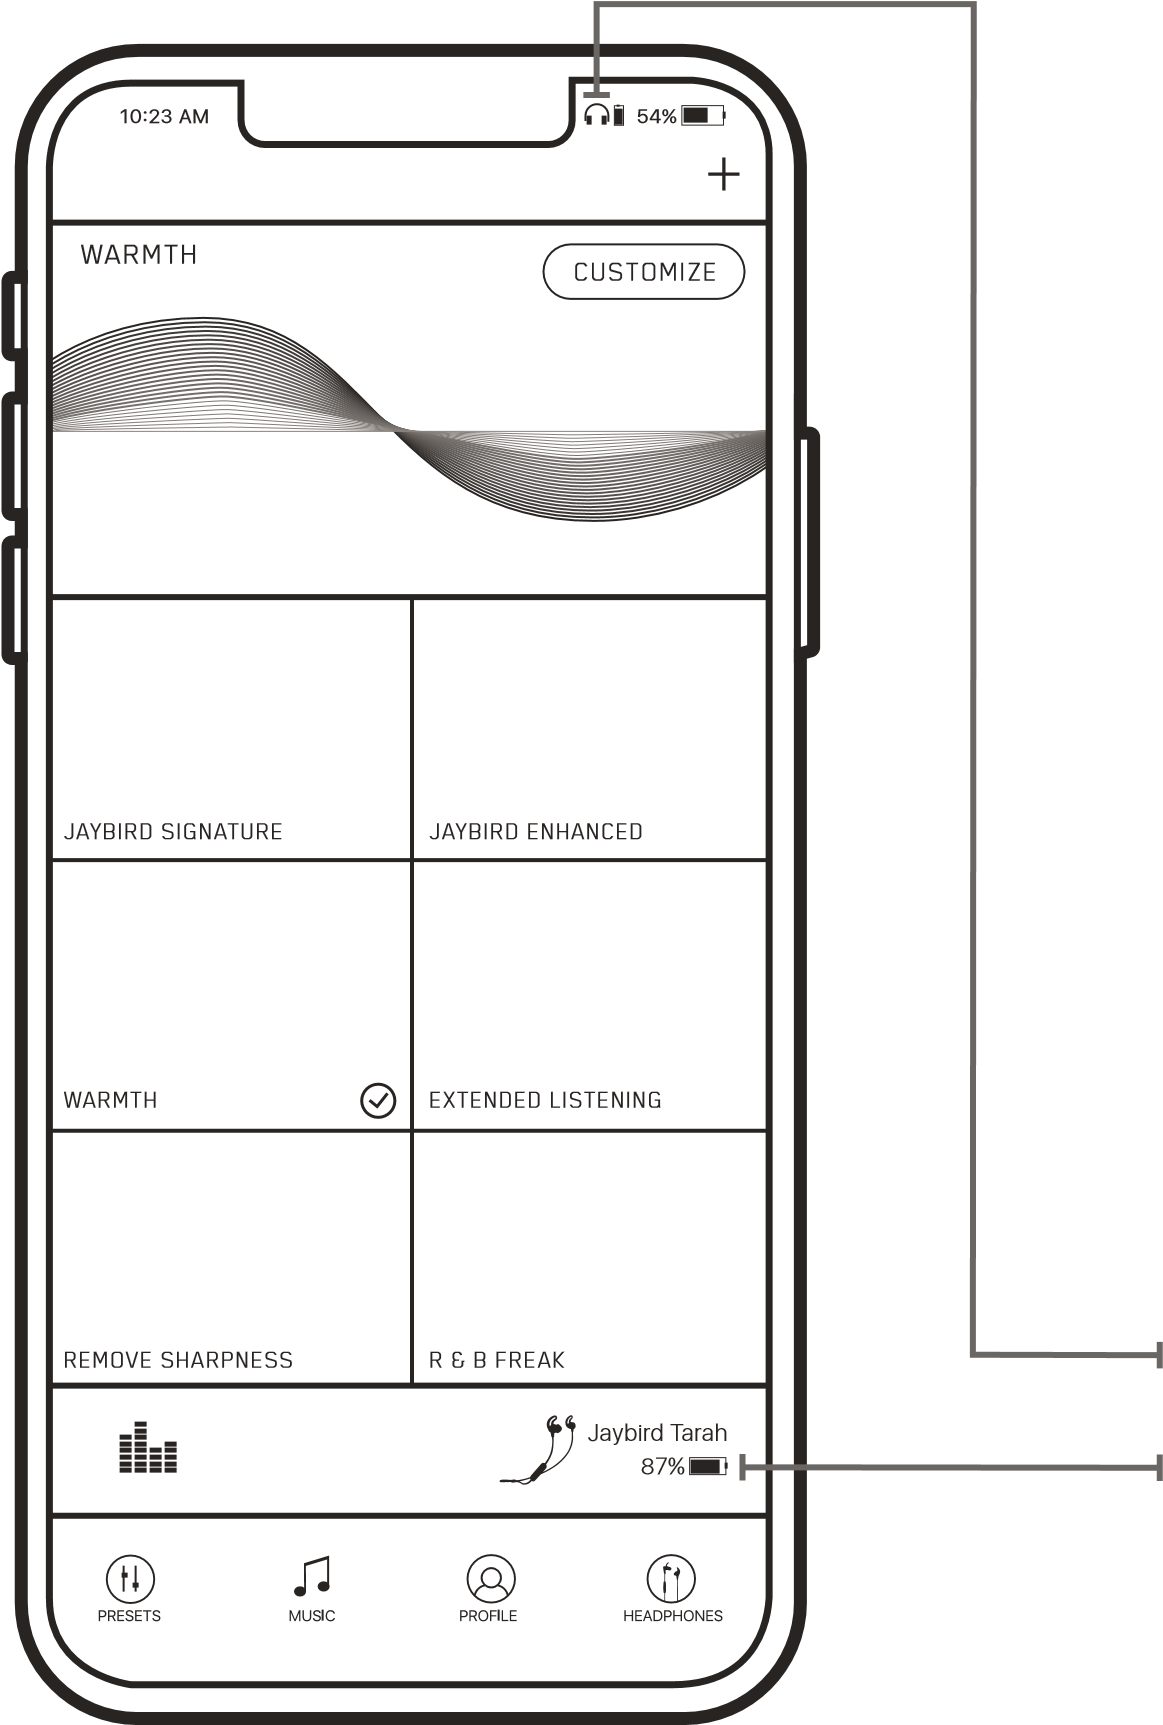 10:23 AM 54%
WARMTH
CUSTOMIZE
JAYBIRD SIGNATURE
JAYBIRD ENHANCED
WARMTH
EXTENDED LISTENING
REMOVE SHARPNESS
R & B FREAK
Jaybird Tarah
87%
PRESETS
MUSIC
PROFILE
HEADPHONES